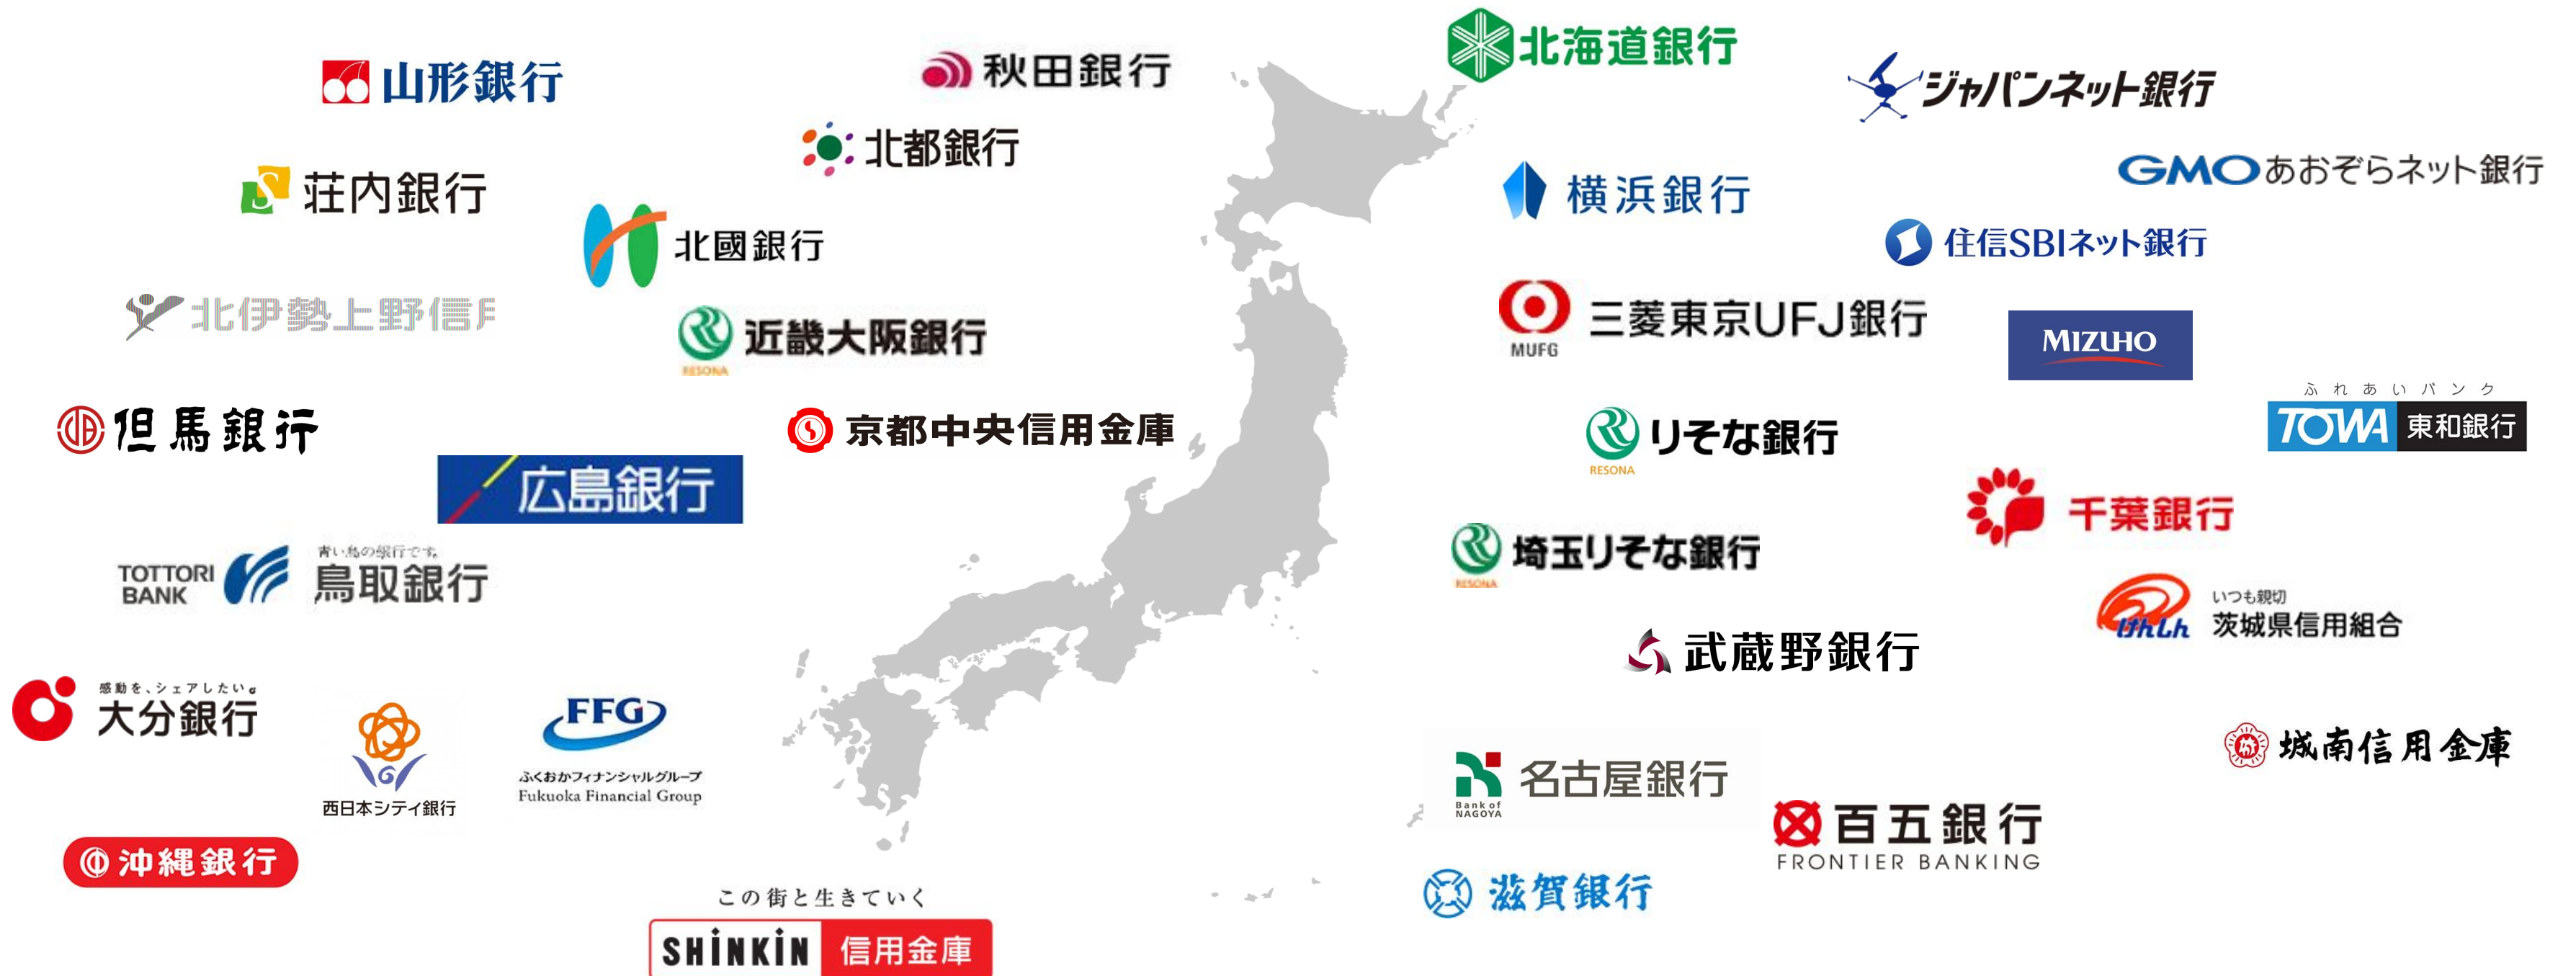 山形銀行
秋田銀行
北海道銀行
ジャパンネット銀行
北都銀行
GMOあおぞらネット銀行
荘内銀行
横浜銀行
北國銀行
住信SBIネット銀行
北伊勢上野信
RESONA
近畿大阪銀行
MUFG
三菱東京UFJ銀行
MIZUHO
但馬銀行
京都中央信用金庫
RESONA
りそな銀行
ふれあいバンク
TOWA 東和銀行
広島銀行
千葉銀行
TOTTORI
BANK
青い鳥の銀行です。
鳥取銀行
RESONA
埼玉りそな銀行
けんしん
いつも親切
茨城県信用組合
武蔵野銀行
感動を、シェアしたい。
大分銀行
西日本シティ銀行
FFG
ふくおかフィナンシャルグループ
Fukuoka Financial Group
城南信用金庫
Bank of
NAGOYA
名古屋銀行
百五銀行
FRONTIER BANKING
沖縄銀行
滋賀銀行
この街と生きていく
SHINKIN 信用金庫